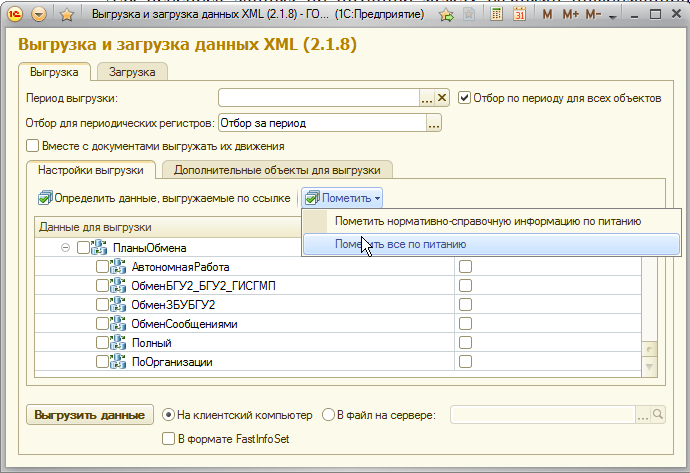 Выгрузка и загрузка данных XML (2.1.8) - ГО... (1С:Предприятие)
M M+ M-
Выгрузка и загрузка данных XML (2.1.8)
Выгрузка Загрузка
Период выгрузки: ... Отбор по периоду для всех объектов
Отбор для периодических регистров: Отбор за период ...
Вместе с документами выгружать их движения
Настройки выгрузки Дополнительные объекты для выгрузки
Определить данные, выгружаемые по ссылке Пометить
Пометить нормативно-справочную информацию по питанию
Данные для выгрузки
Пометить все по питанию
ПланыОбмена
АвтономнаяРабота
ОбменБГУ2_БГУ2_ГИСГМП
ОбменЗБУБГУ2
ОбменСообщениями
Полный
ПоОрганизации
Выгрузить данные На клиентский компьютер В файл на сервере: ...
В формате FastInfoSet